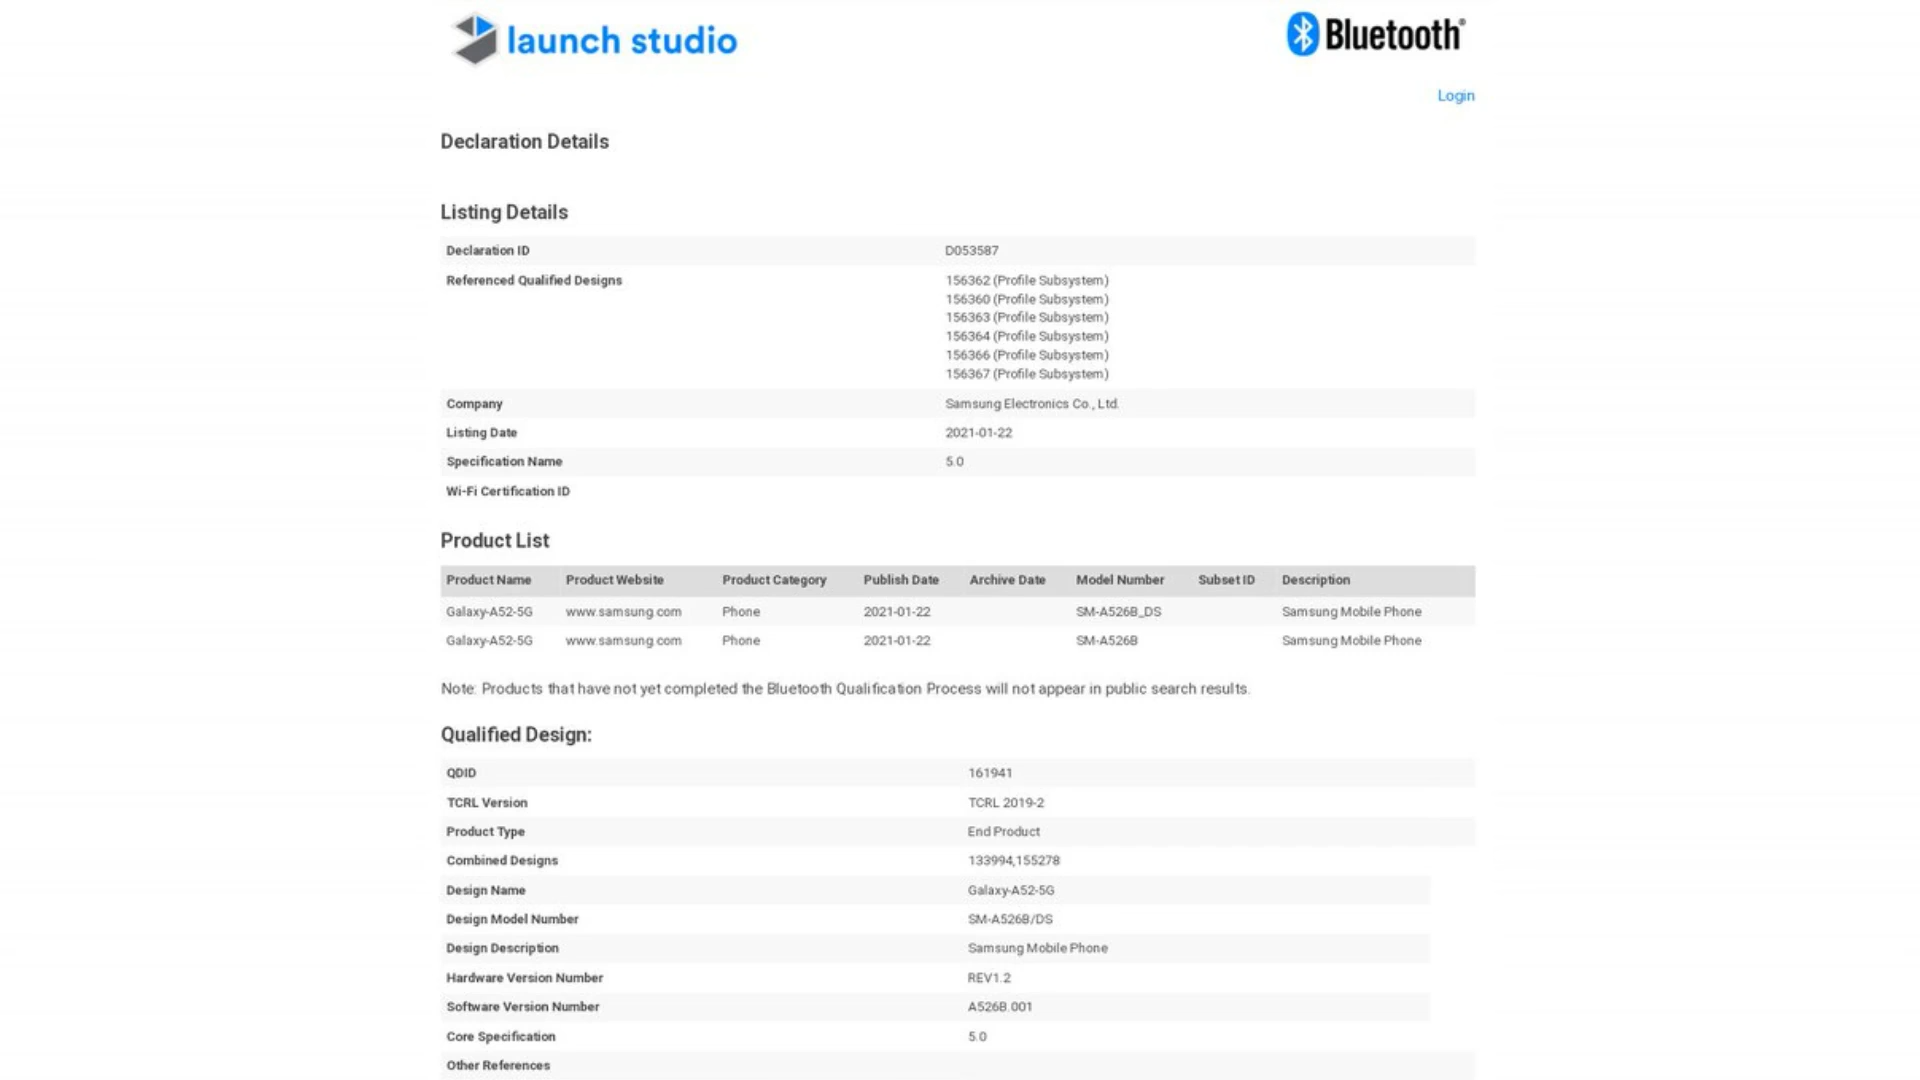 launch studio
Bluetooth®
Login
Declaration Details
Listing Details
Declaration ID D053587
Referenced Qualified Designs 156362 (Profile Subsystem)
156360 (Profile Subsystem)
156363 (Profile Subsystem)
156364 (Profile Subsystem)
156366 (Profile Subsystem)
156367 (Profile Subsystem)
Company Samsung Electronics Co., Ltd.
Listing Date 2021-01-22
Specification Name 5.0
Wi-Fi Certification ID
Product List
Product Name Product Website Product Category Publish Date Archive Date Model Number Subset ID Description
Galaxy-A52-5G www.samsung.com Phone 2021-01-22 SM-A526B_DS Samsung Mobile Phone
Galaxy-A52-5G www.samsung.com Phone 2021-01-22 SM-A526B Samsung Mobile Phone
Note: Products that have not yet completed the Bluetooth Qualification Process will not appear in public search results.
Qualified Design:
QDID 161941
TCRL Version TCRL 2019-2
Product Type End Product
Combined Designs 133994,155278
Design Name Galaxy-A52-5G
Design Model Number SM-A526B/DS
Design Description Samsung Mobile Phone
Hardware Version Number REV1.2
Software Version Number A526B.001
Core Specification 5.0
Other References